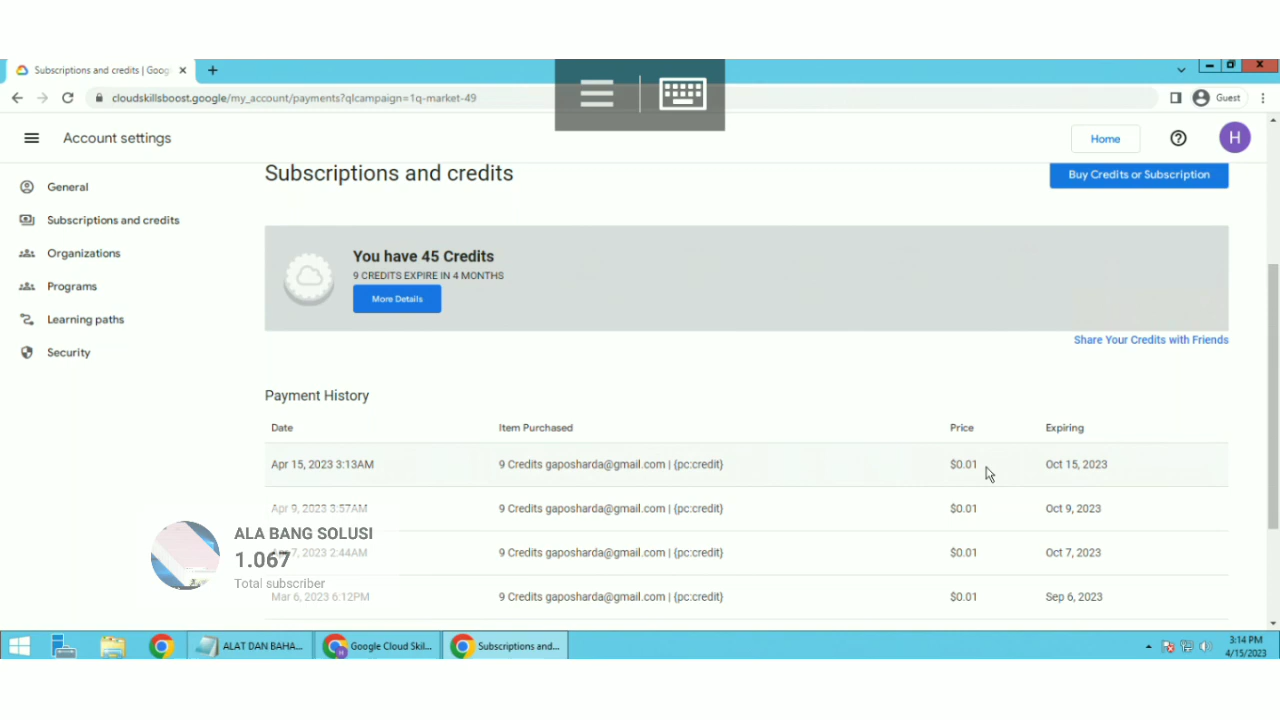 Subscriptions and credits | Goog
cloudskillsboost.google/my_account/payments?qlcampaign=1q-market-49
Guest
Account settings
Home
H
Subscriptions and credits
Buy Credits or Subscription
General
Subscriptions and credits
Organizations
Programs
Learning paths
Security
You have 45 Credits
9 CREDITS EXPIRE IN 4 MONTHS
More Details
Share Your Credits with Friends
Payment History
Date Item Purchased Price Expiring
Apr 15, 2023 3:13AM 9 Credits gaposharda@gmail.com | {pc:credit} $0.01 Oct 15, 2023
Apr 9, 2023 3:57AM 9 Credits gaposharda@gmail.com | {pc:credit} $0.01 Oct 9, 2023
7, 2023 2:44AM 9 Credits gaposharda@gmail.com | {pc:credit} $0.01 Oct 7, 2023
Mar 6, 2023 6:12PM 9 Credits gaposharda@gmail.com | {pc:credit} $0.01 Sep 6, 2023
ALA BANG SOLUSI
1.067
Total subscriber
ALAT DAN BAHA...
Google Cloud Skil...
Subscriptions and...
3:14 PM
4/15/2023